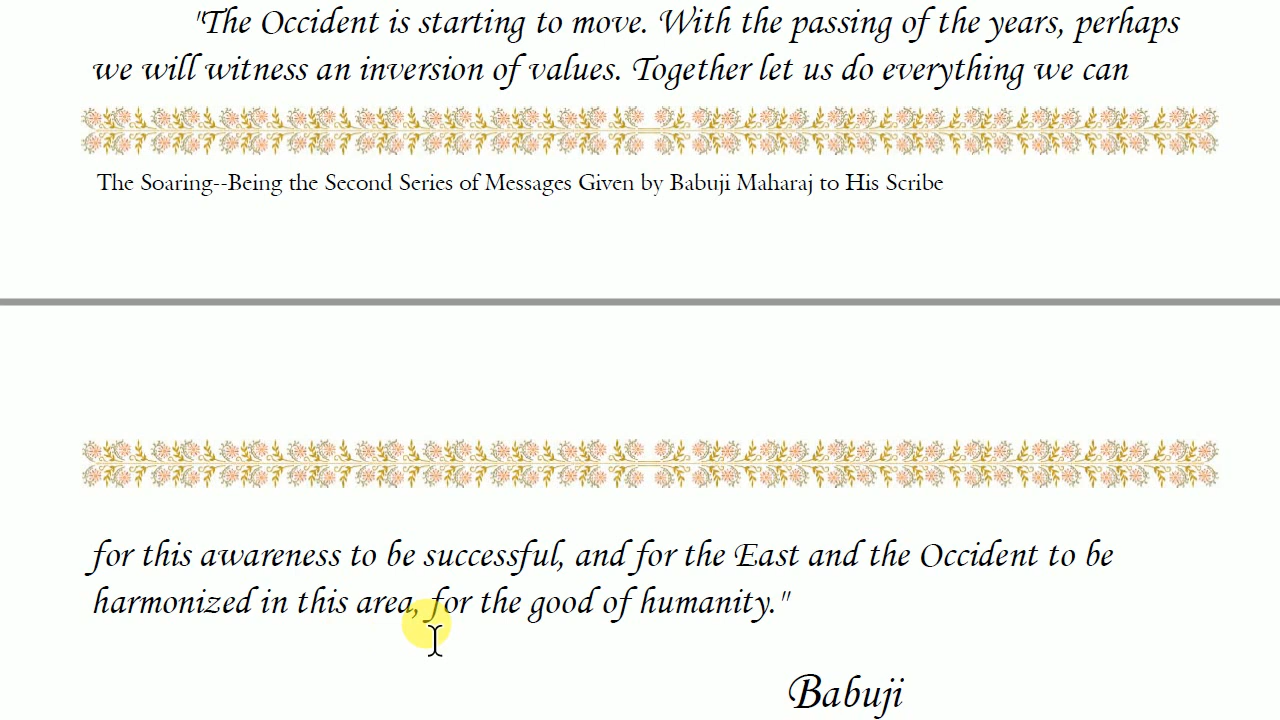 "The Occident is starting to move. With the passing of the years, perhaps
we will witness an inversion of values. Together let us do everything we can
The Soaring--Being the Second Series of Messages Given by Babuji Maharaj to His Scribe
for this awareness to be successful, and for the East and the Occident to be
harmonized in this area, for the good of humanity."
Babuji